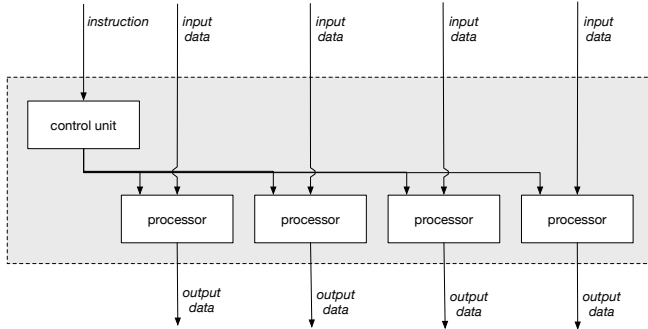 instruction
input
data
input
data
input
data
input
data
control unit
processor
processor
processor
processor
output
data
output
data
output
data
output
data